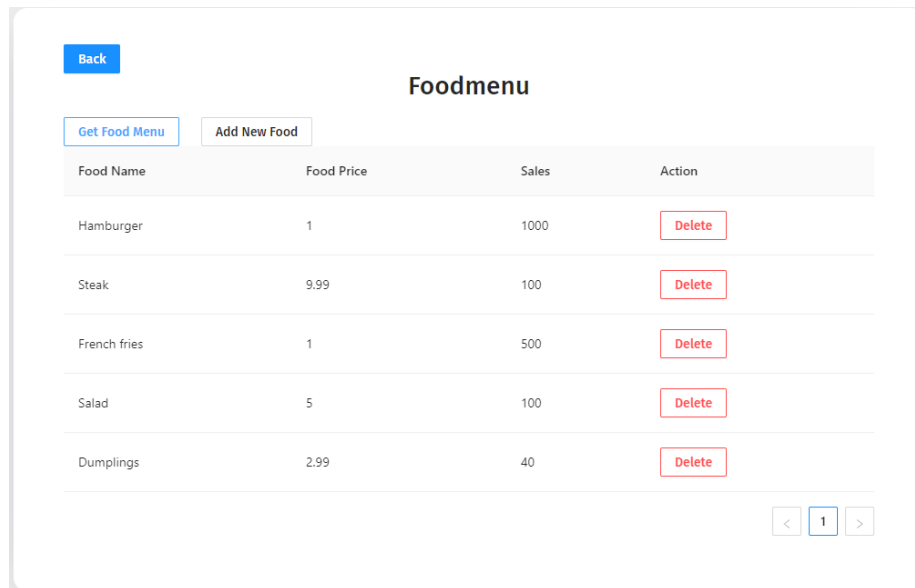 Back
Foodmenu
Get Food Menu Add New Food
Food Name Food Price Sales Action
Hamburger 1 1000 Delete
Steak 9.99 100 Delete
French fries 1 500 Delete
Salad 5 100 Delete
Dumplings 2.99 40 Delete
< 1 >